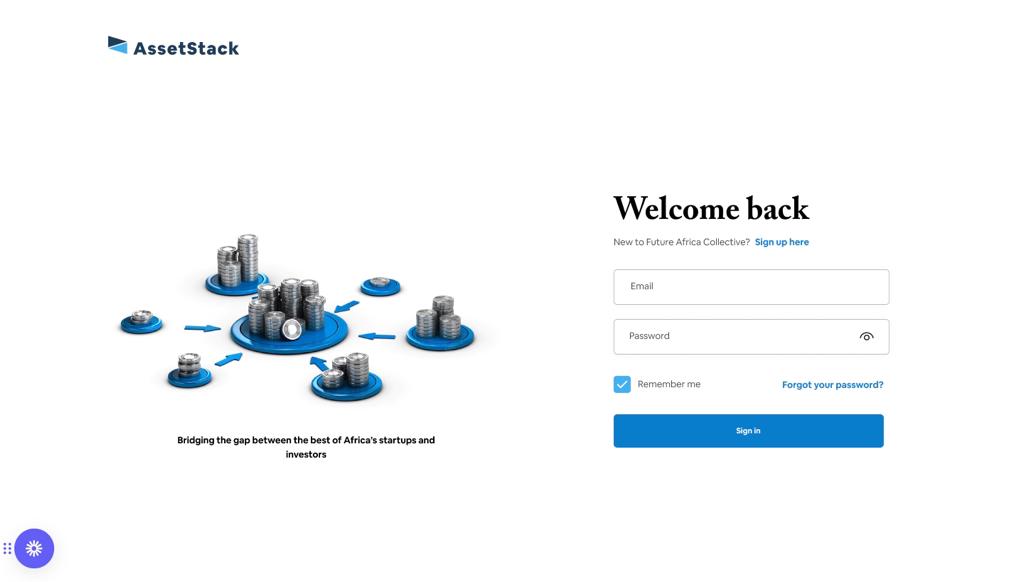 AssetStack
Welcome back
New to Future Africa Collective? Sign up here
Email
Password
Remember me
Forgot your password?
Sign in
Bridging the gap between the best of Africa's startups and
investors